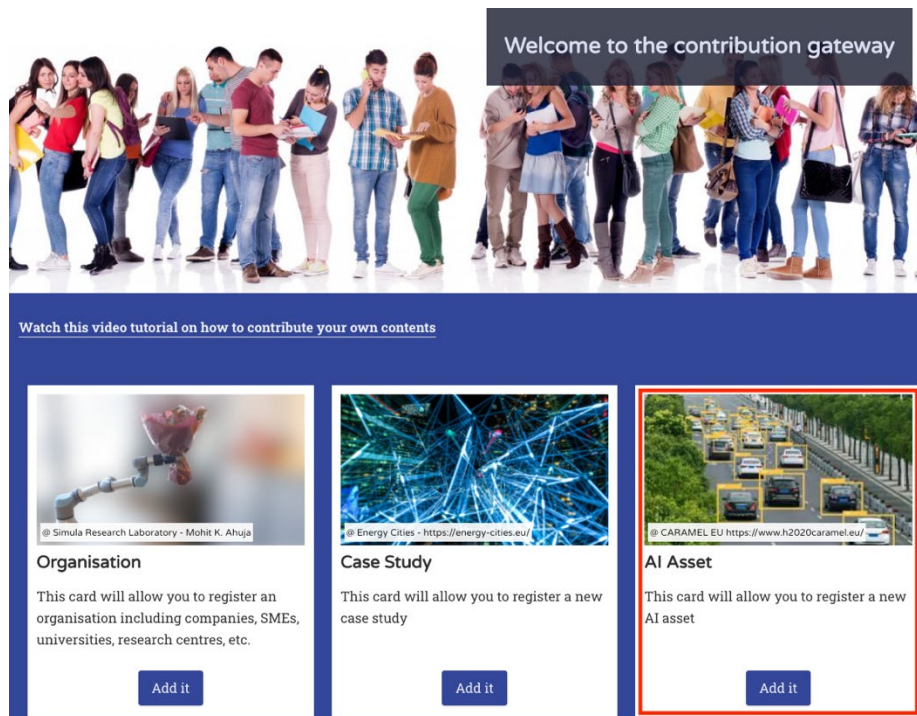 Welcome to the contribution gateway
Watch this video tutorial on how to contribute your own contents
@ Simula Research Laboratory - Mohit K. Ahuja
Organisation
This card will allow you to register an
organisation including companies, SMEs,
universities, research centres, etc.
Add it
@ Energy Cities - https://energy-cities.eu/
Case Study
This card will allow you to register a new
case study
Add it
@ CARAMEL EU https://www.h2020caramel.eu/
AI Asset
This card will allow you to register a new
AI asset
Add it